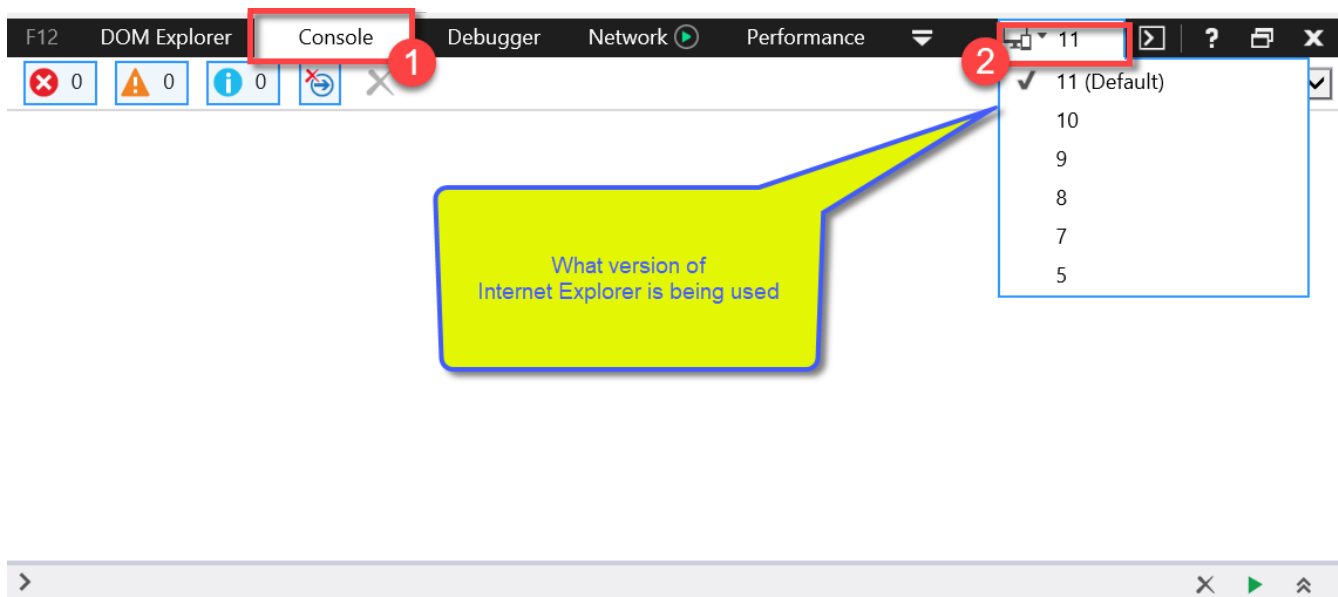 F12 DOM Explorer Console Debugger Network Performance 11 ?
1 2
0 0 0
11 (Default)
10
9
8
7
5
What version of
Internet Explorer is being used